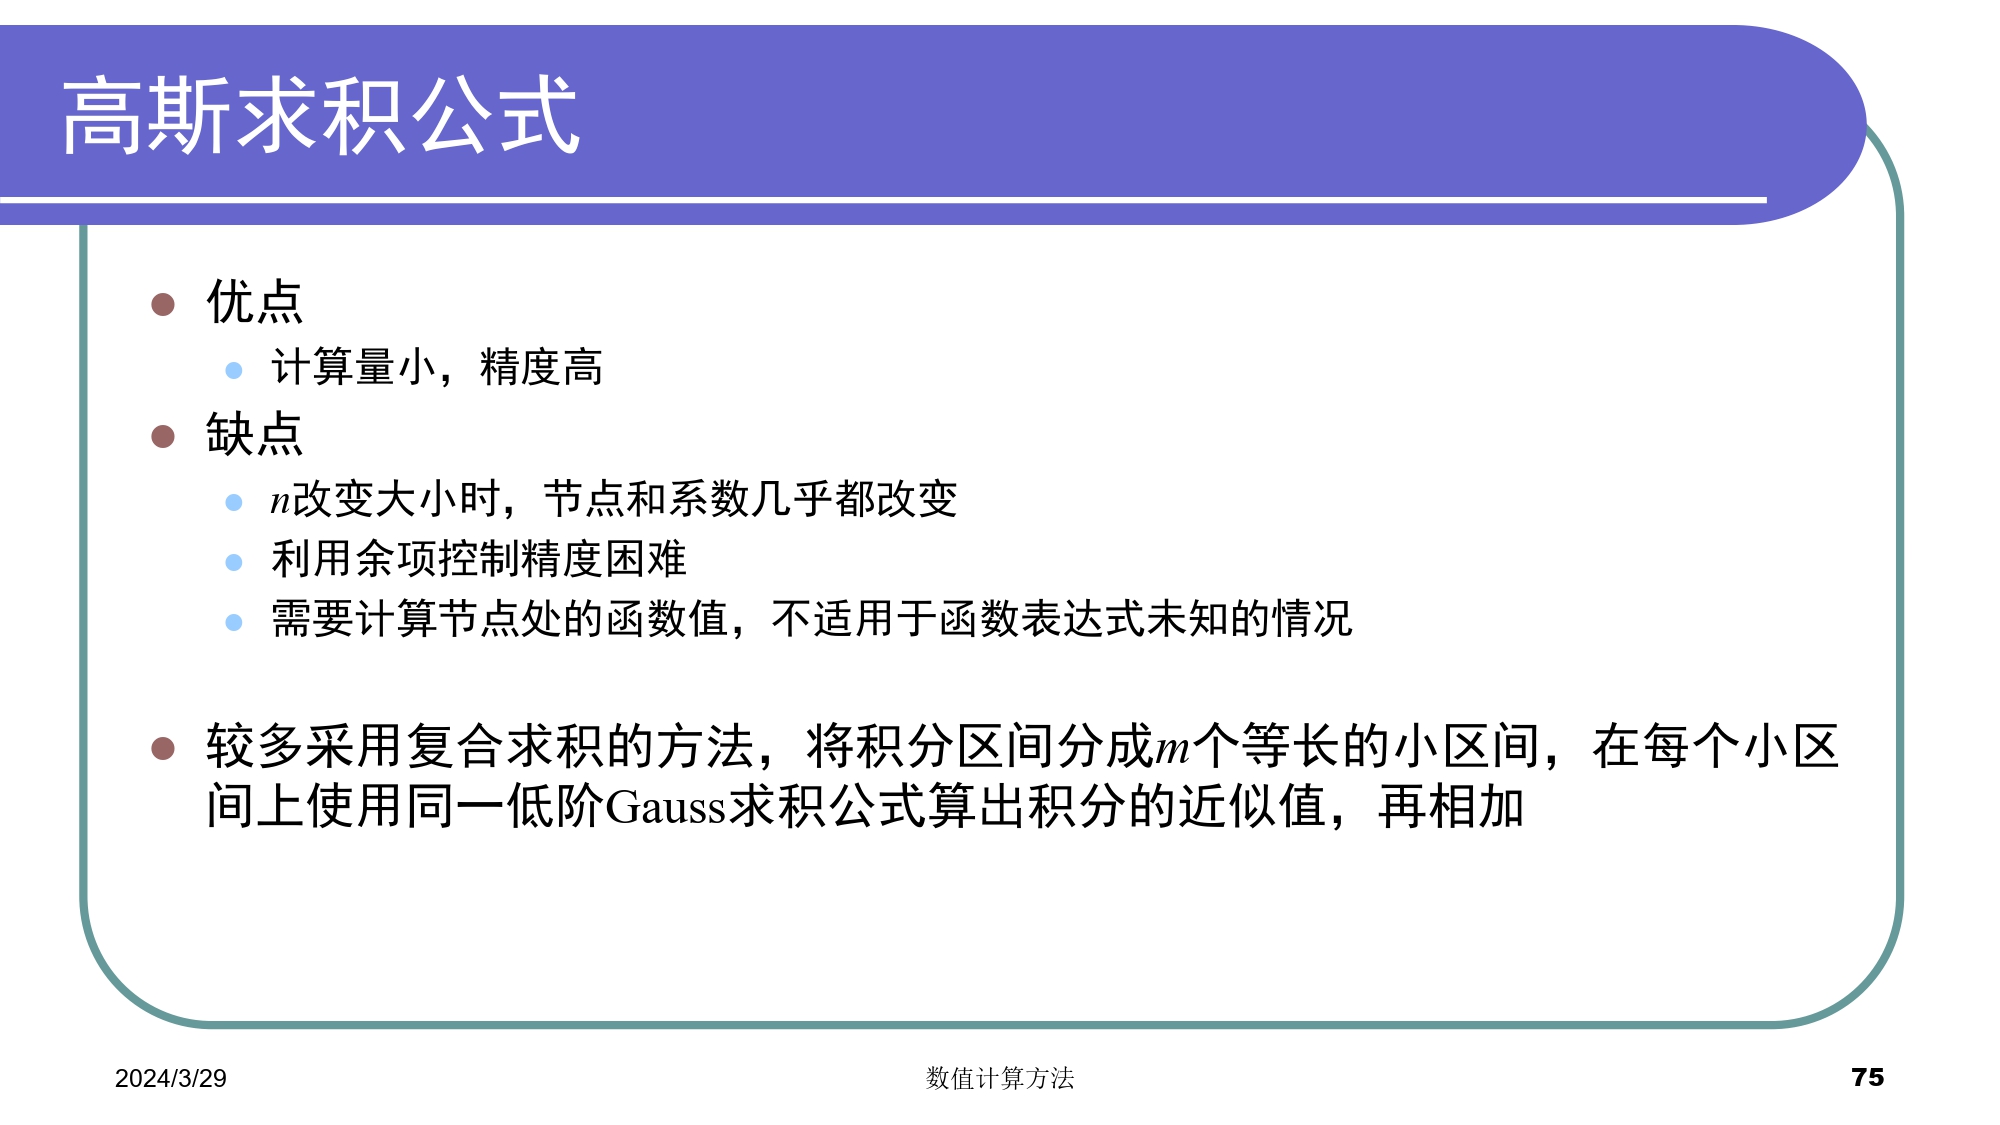 高斯求积公式
优点
计算量小，精度高
缺点
n改变大小时，节点和系数几乎都改变
利用余项控制精度困难
需要计算节点处的函数值，不适用于函数表达式未知的情况
较多采用复合求积的方法，将积分区间分成m个等长的小区间，在每个小区
间上使用同一低阶Gauss求积公式算出积分的近似值，再相加
2024/3/29
数值计算方法
75